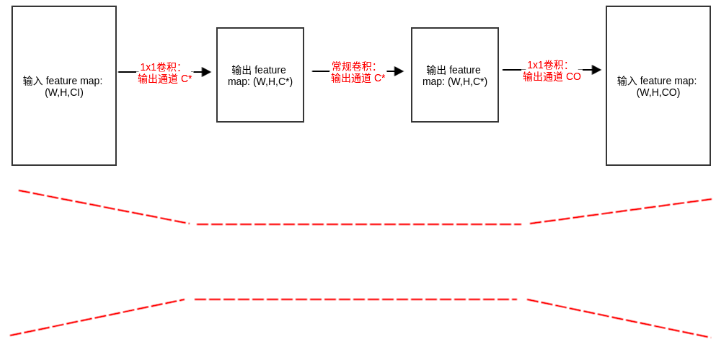 输入 feature map:
(W,H,CI)
1x1卷积：
输出通道 C*
输出 feature
map: (W,H,C*)
常规卷积：
输出通道 C*
输出 feature
map: (W,H,C*)
1x1卷积：
输出通道 CO
输入 feature map:
(W,H,CO)